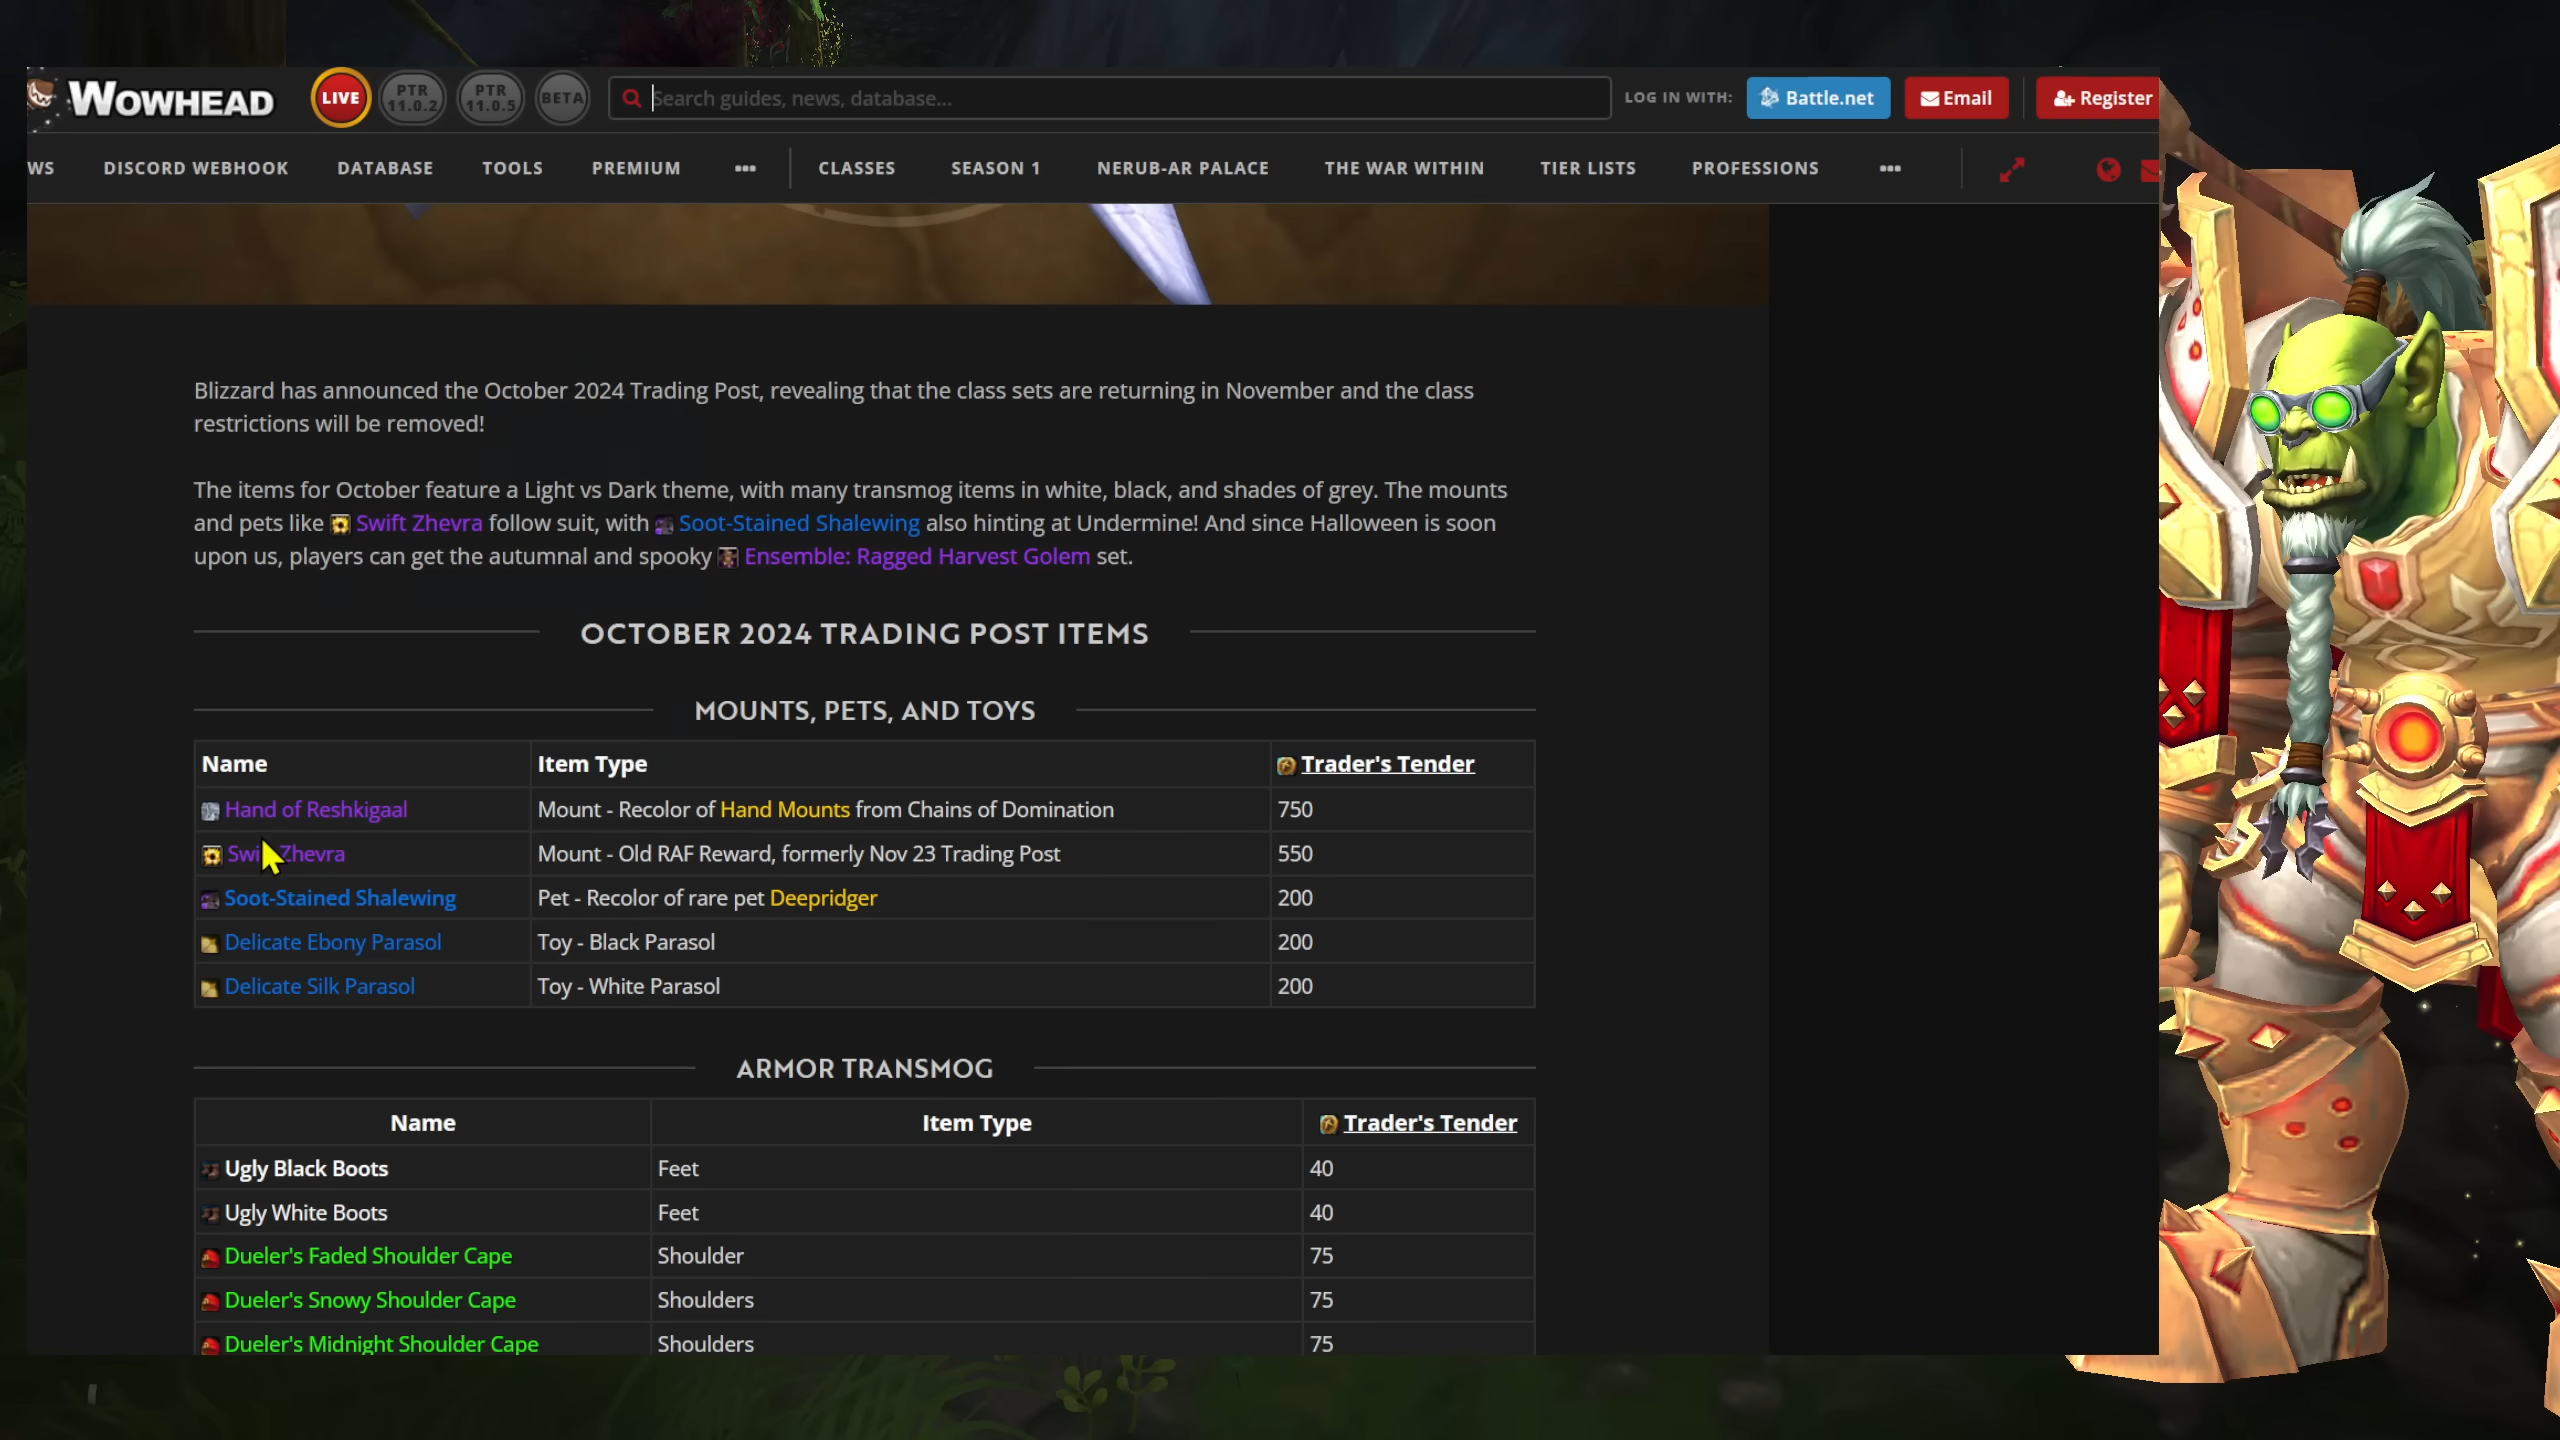 WOWHEAD
LIVE
PTR
11.0.2
PTR
11.0.5
BETA
Search guides, news, database...
LOG IN WITH:
Battle.net
Email
Register
WS
DISCORD WEBHOOK
DATABASE
TOOLS
PREMIUM
•••
CLASSES
SEASON 1
NERUB-AR PALACE
THE WAR WITHIN
TIER LISTS
PROFESSIONS
•••
Blizzard has announced the October 2024 Trading Post, revealing that the class sets are returning in November and the class
restrictions will be removed!
The items for October feature a Light vs Dark theme, with many transmog items in white, black, and shades of grey. The mounts
and pets like Swift Zhevra follow suit, with Soot-Stained Shalewing also hinting at Undermine! And since Halloween is soon
upon us, players can get the autumnal and spooky Ensemble: Ragged Harvest Golem set.
OCTOBER 2024 TRADING POST ITEMS
MOUNTS, PETS, AND TOYS
Name Item Type Trader's Tender
Hand of Reshkigaal Mount - Recolor of Hand Mounts from Chains of Domination 750
Swift Zhevra Mount - Old RAF Reward, formerly Nov 23 Trading Post 550
Soot-Stained Shalewing Pet - Recolor of rare pet Deepridger 200
Delicate Ebony Parasol Toy - Black Parasol 200
Delicate Silk Parasol Toy - White Parasol 200
ARMOR TRANSMOG
Name Item Type Trader's Tender
Ugly Black Boots Feet 40
Ugly White Boots Feet 40
Dueler's Faded Shoulder Cape Shoulder 75
Dueler's Snowy Shoulder Cape Shoulders 75
Dueler's Midnight Shoulder Cape Shoulders 75